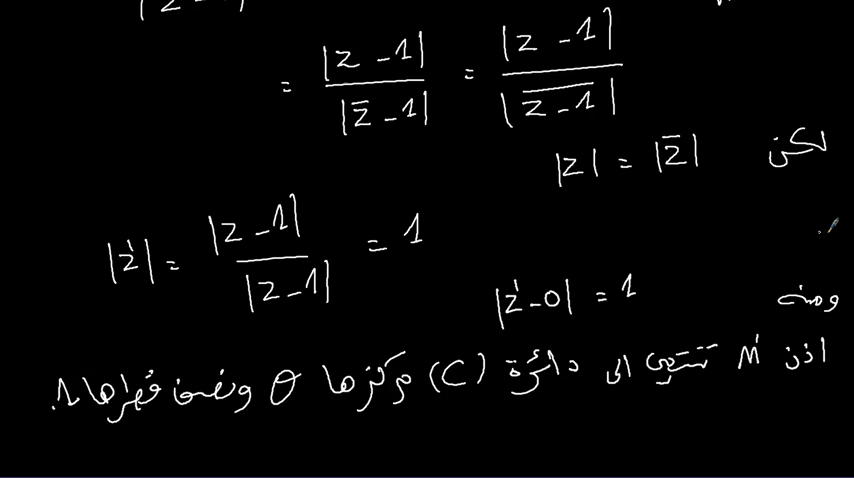 = |z - 1| / |z̅ - 1| = |z - 1| / |z̅ ̅-̅ ̅1̅|
لكن |z| = |z̅|
|z'| = |z - 1| / |z - 1| = 1
ومنه |z' - 0| = 1
اذن M' تنتمي الى دائرة (C) مركزها O ونصف قطرها 1.